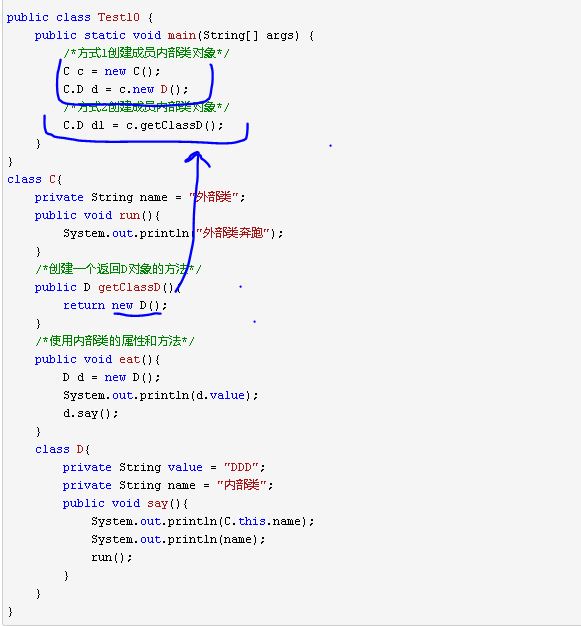 public class Test10 {
public static void main(String[] args) {
/*方式1创建成员内部类对象*/
C c = new C();
C.D d = c.new D();
/*方式2创建成员内部类对象*/
C.D d1 = c.getClassD();
}
}
class C{
private String name = "外部类";
public void run(){
System.out.println("外部类奔跑");
}
/*创建一个返回D对象的方法*/
public D getClassD(){
return new D();
}
/*使用内部类的属性和方法*/
public void eat(){
D d = new D();
System.out.println(d.value);
d.say();
}
class D{
private String value = "DDD";
private String name = "内部类";
public void say(){
System.out.println(C.this.name);
System.out.println(name);
run();
}
}
}